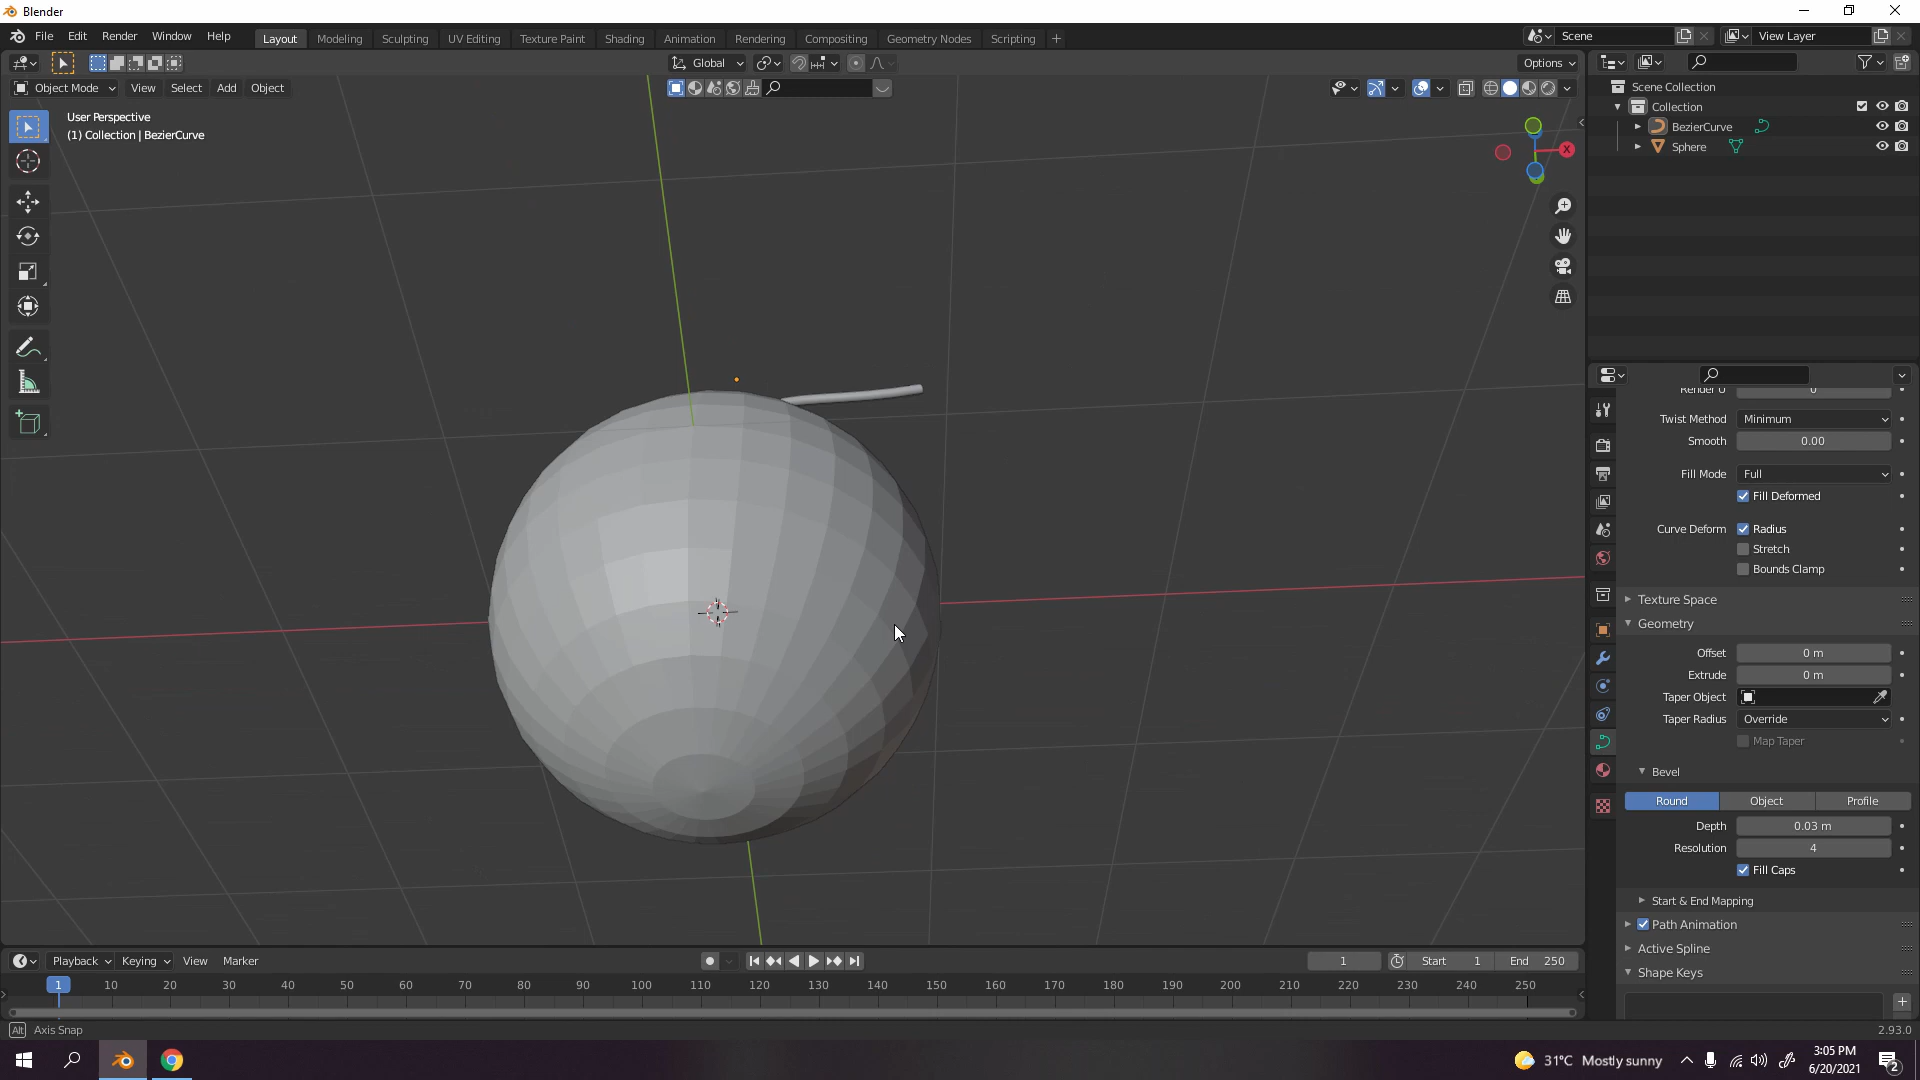 Blender
File Edit Render Window Help Layout Modeling Sculpting UV Editing Texture Paint Shading Animation Rendering Compositing Geometry Nodes Scripting + Scene View Layer
Global Options
Object Mode View Select Add Object
User Perspective
(1) Collection | BezierCurve
X
Scene Collection
Collection
BezierCurve
Sphere
Render U 0
Twist Method Minimum
Smooth 0.00
Fill Mode Full
Fill Deformed
Curve Deform Radius
Stretch
Bounds Clamp
Texture Space
Geometry
Offset 0 m
Extrude 0 m
Taper Object
Taper Radius Override
Map Taper
Bevel
Round Object Profile
Depth 0.03 m
Resolution 4
Fill Caps
Start & End Mapping
Path Animation
Active Spline
Shape Keys
Playback Keying View Marker 1 Start 1 End 250
1 10 20 30 40 50 60 70 80 90 100 110 120 130 140 150 160 170 180 190 200 210 220 230 240 250
Alt Axis Snap 2.93.0
31°C Mostly sunny
3:05 PM
6/20/2021
2